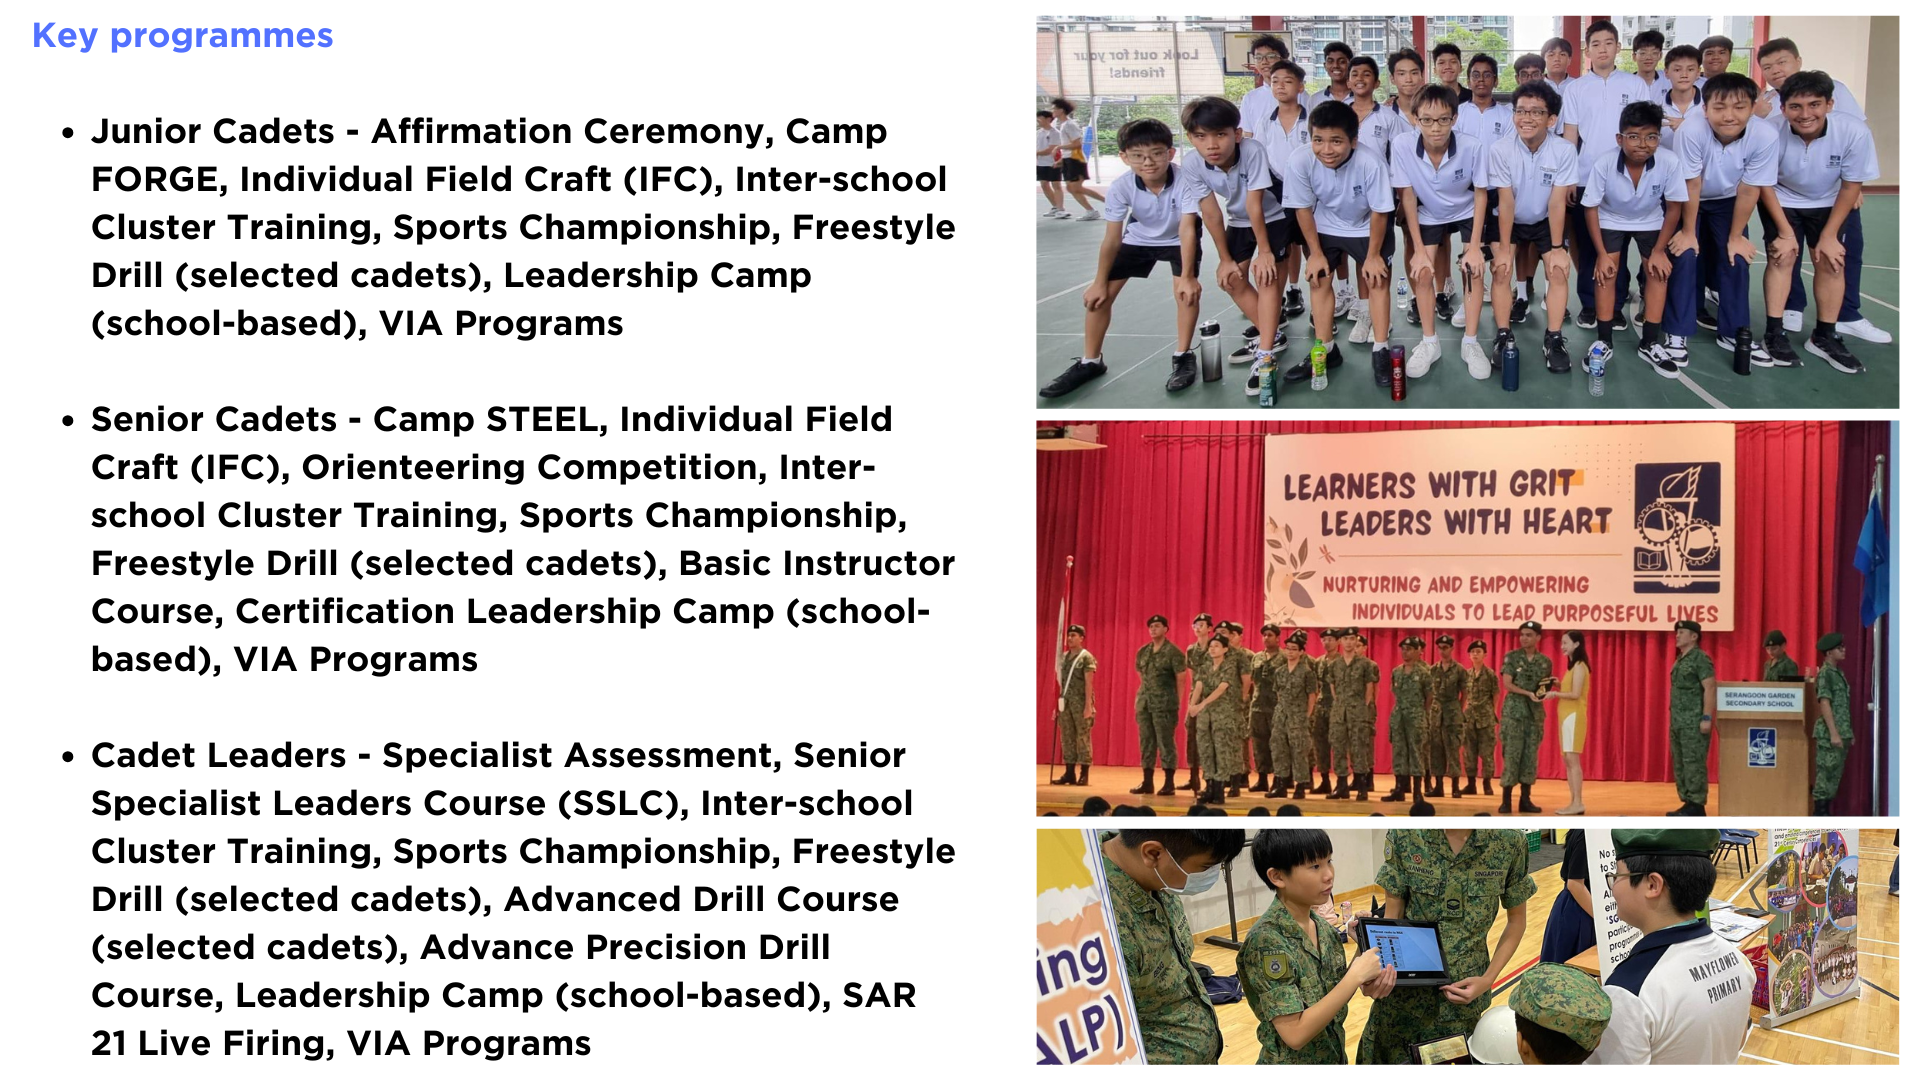 Key programmes
• Junior Cadets - Affirmation Ceremony, Camp
FORGE, Individual Field Craft (IFC), Inter-school
Cluster Training, Sports Championship, Freestyle
Drill (selected cadets), Leadership Camp
(school-based), VIA Programs
• Senior Cadets - Camp STEEL, Individual Field
Craft (IFC), Orienteering Competition, Inter-
school Cluster Training, Sports Championship,
Freestyle Drill (selected cadets), Basic Instructor
Course, Certification Leadership Camp (school-
based), VIA Programs
• Cadet Leaders - Specialist Assessment, Senior
Specialist Leaders Course (SSLC), Inter-school
Cluster Training, Sports Championship, Freestyle
Drill (selected cadets), Advanced Drill Course
(selected cadets), Advance Precision Drill
Course, Leadership Camp (school-based), SAR
21 Live Firing, VIA Programs
Look out for your
friends!
LEARNERS WITH GRIT
LEADERS WITH HEART
NURTURING AND EMPOWERING
INDIVIDUALS TO LEAD PURPOSEFUL LIVES
SERANGOON GARDEN
SECONDARY SCHOOL
ing
ALP)
SINGAPORE
No
to
MAYFLOWER
PRIMARY